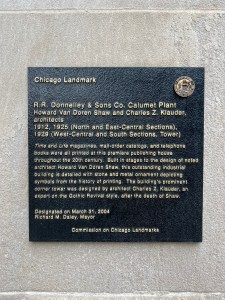 Chicago Landmark
R.R. Donnelley & Sons Co. Calumet Plant
Howard Van Doren Shaw and Charles Z. Klauder,
architects
1912, 1925 (North and East-Central Sections),
1929 (West-Central and South Sections, Tower)
Time and Life magazines, mail-order catalogs, and telephone
books were all printed at this premiere publishing house
throughout the 20th century. Built in stages to the design of noted
architect Howard Van Doren Shaw, this outstanding industrial
building is detailed with stone and metal ornament depicting
symbols from the history of printing. The building's prominent
corner tower was designed by architect Charles Z. Klauder, an
expert on the Gothic Revival style, after the death of Shaw.
Designated on March 31, 2004
Richard M. Daley, Mayor
Commission on Chicago Landmarks